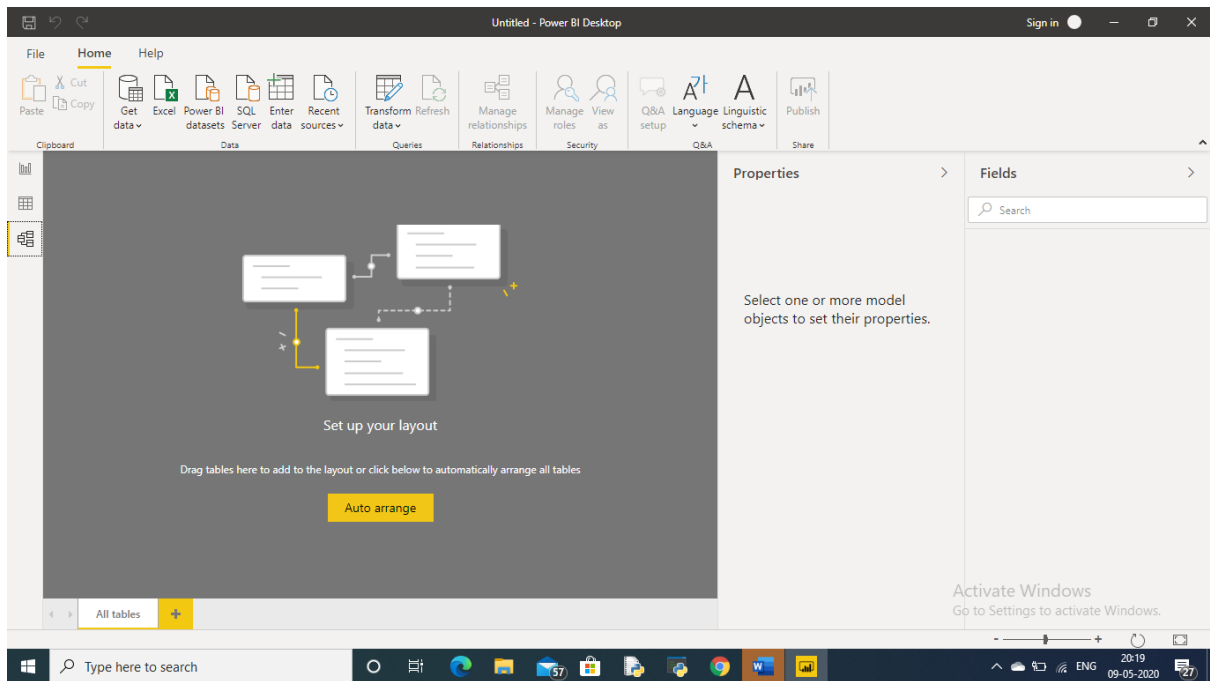 Untitled - Power BI Desktop
Sign in
File Home Help
Paste
Cut
Copy
Clipboard
Get data
Excel
Power BI datasets
SQL Server
Enter data
Recent sources
Data
Transform data
Refresh
Queries
Manage relationships
Relationships
Manage roles
View as
Security
Q&A setup
Language
Linguistic schema
Q&A
Publish
Share
Set up your layout
Drag tables here to add to the layout or click below to automatically arrange all tables
Auto arrange
All tables
+
Properties
Select one or more model
objects to set their properties.
Fields
Search
Activate Windows
Go to Settings to activate Windows.
- +
Type here to search
57
ENG
20:19
09-05-2020
27